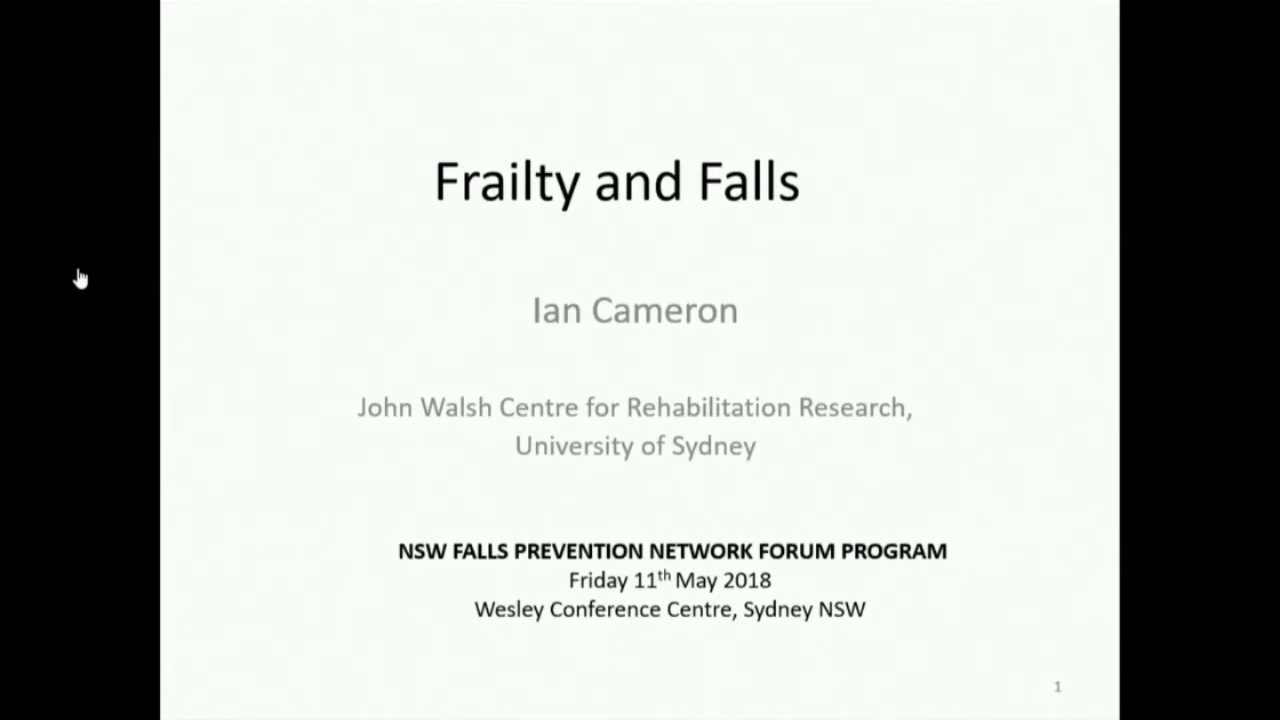 Frailty and Falls
Ian Cameron
John Walsh Centre for Rehabilitation Research,
University of Sydney
NSW FALLS PREVENTION NETWORK FORUM PROGRAM
Friday 11th May 2018
Wesley Conference Centre, Sydney NSW
1